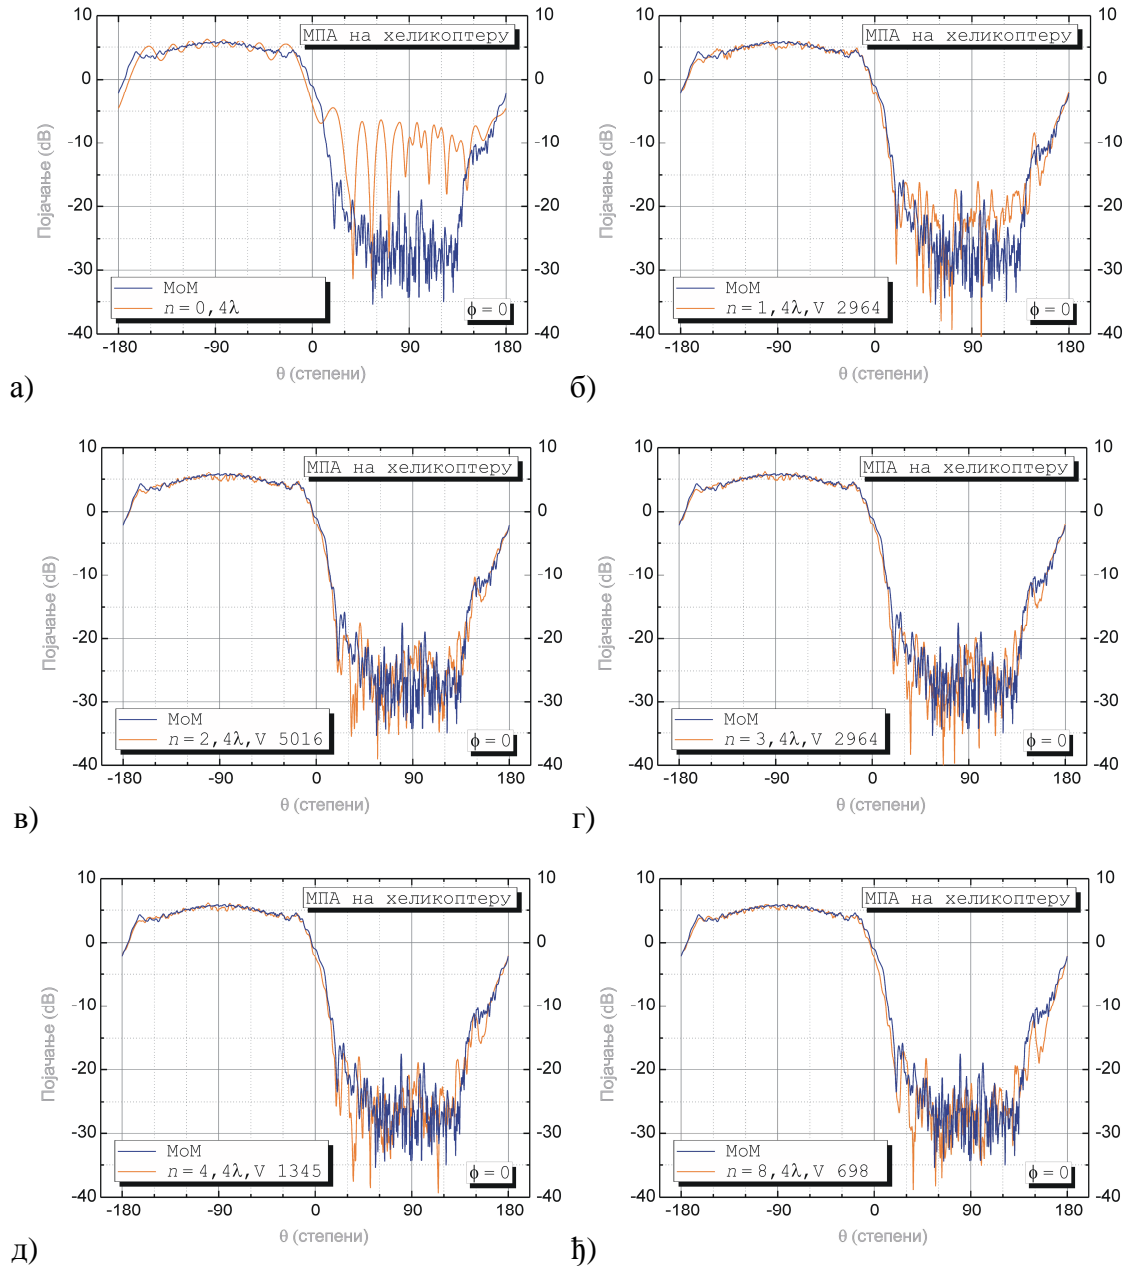 МПА на хеликоптеру
Појачање (dB)
10
0
-10
-20
-30
-40
10
0
-10
-20
-30
-40
MoM
n = 0, 4λ
ϕ = 0
-180
-90
0
90
180
θ (степени)
а)
МПА на хеликоптеру
Појачање (dB)
10
0
-10
-20
-30
-40
10
0
-10
-20
-30
-40
MoM
n = 1, 4λ, V 2964
ϕ = 0
-180
-90
0
90
180
θ (степени)
б)
МПА на хеликоптеру
Појачање (dB)
10
0
-10
-20
-30
-40
10
0
-10
-20
-30
-40
MoM
n = 2, 4λ, V 5016
ϕ = 0
-180
-90
0
90
180
θ (степени)
в)
МПА на хеликоптеру
Појачање (dB)
10
0
-10
-20
-30
-40
10
0
-10
-20
-30
-40
MoM
n = 3, 4λ, V 2964
ϕ = 0
-180
-90
0
90
180
θ (степени)
г)
МПА на хеликоптеру
Појачање (dB)
10
0
-10
-20
-30
-40
10
0
-10
-20
-30
-40
MoM
n = 4, 4λ, V 1345
ϕ = 0
-180
-90
0
90
180
θ (степени)
д)
МПА на хеликоптеру
Појачање (dB)
10
0
-10
-20
-30
-40
10
0
-10
-20
-30
-40
MoM
n = 8, 4λ, V 698
ϕ = 0
-180
-90
0
90
180
θ (степени)
ђ)